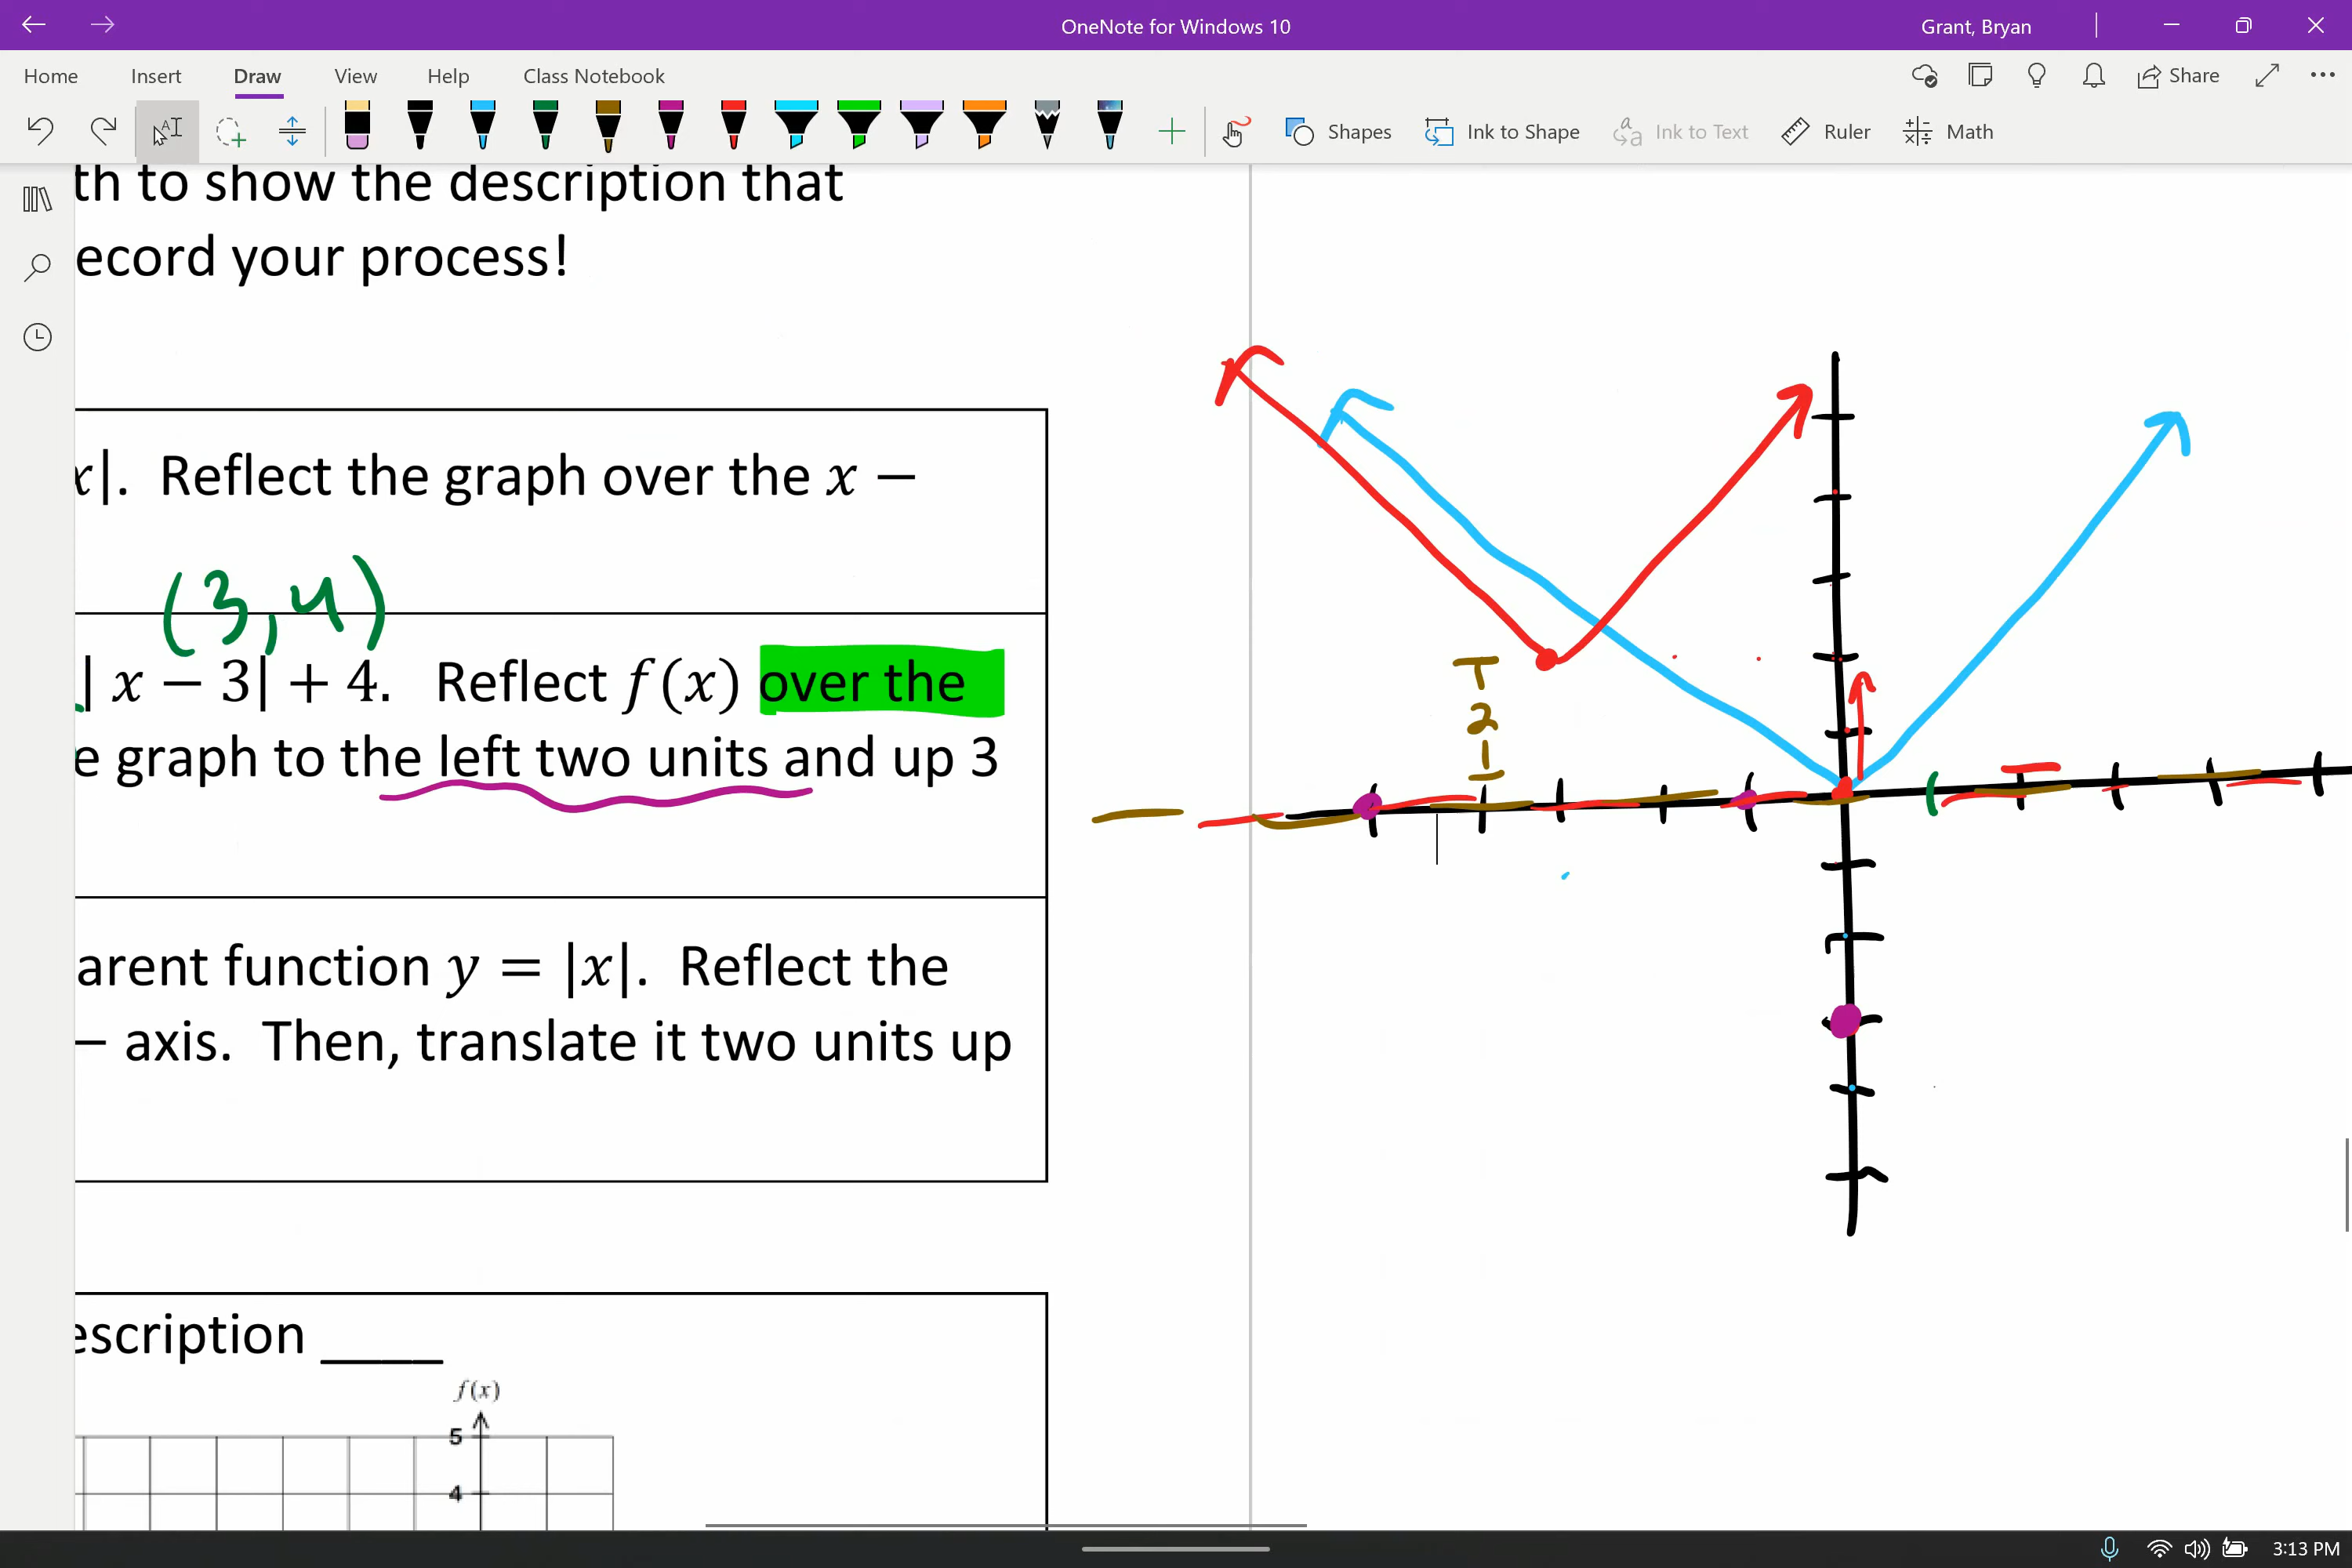 OneNote for Windows 10
Grant, Bryan
Home Insert Draw View Help Class Notebook
Share
Shapes Ink to Shape Ink to Text Ruler Math
th to show the description that
ecord your process!
x|. Reflect the graph over the x −
(3,4)
| x − 3| + 4. Reflect f(x) over the
e graph to the left two units and up 3
2
arent function y = |x|. Reflect the
− axis. Then, translate it two units up
escription ____
f(x)
5
4
3:13 PM